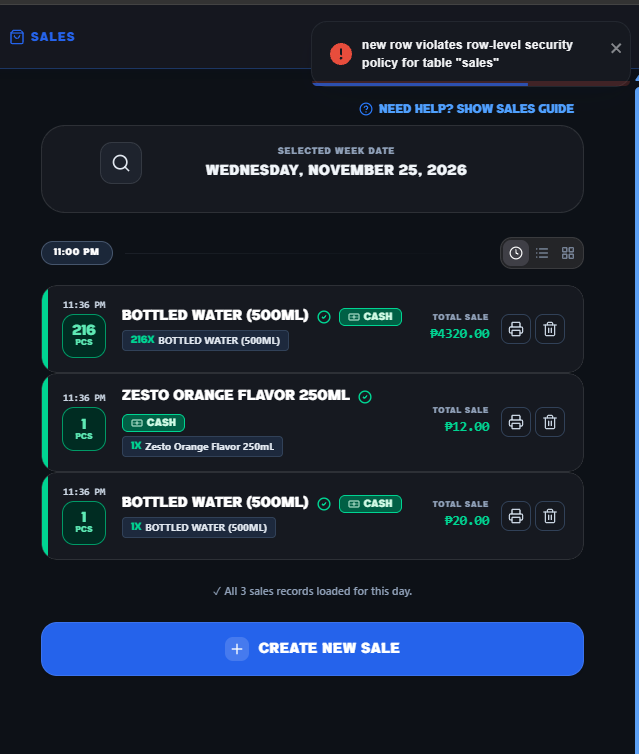 SALES
new row violates row-level security
policy for table "sales"
NEED HELP? SHOW SALES GUIDE
SELECTED WEEK DATE
WEDNESDAY, NOVEMBER 25, 2026
11:00 PM
11:36 PM
216
PCS
BOTTLED WATER (500ML)
CASH
216X BOTTLED WATER (500ML)
TOTAL SALE
₱4320.00
11:36 PM
1
PCS
ZESTO ORANGE FLAVOR 250ML
CASH
1X Zesto Orange Flavor 250mL
TOTAL SALE
₱12.00
11:36 PM
1
PCS
BOTTLED WATER (500ML)
CASH
1X BOTTLED WATER (500ML)
TOTAL SALE
₱20.00
✓ All 3 sales records loaded for this day.
CREATE NEW SALE